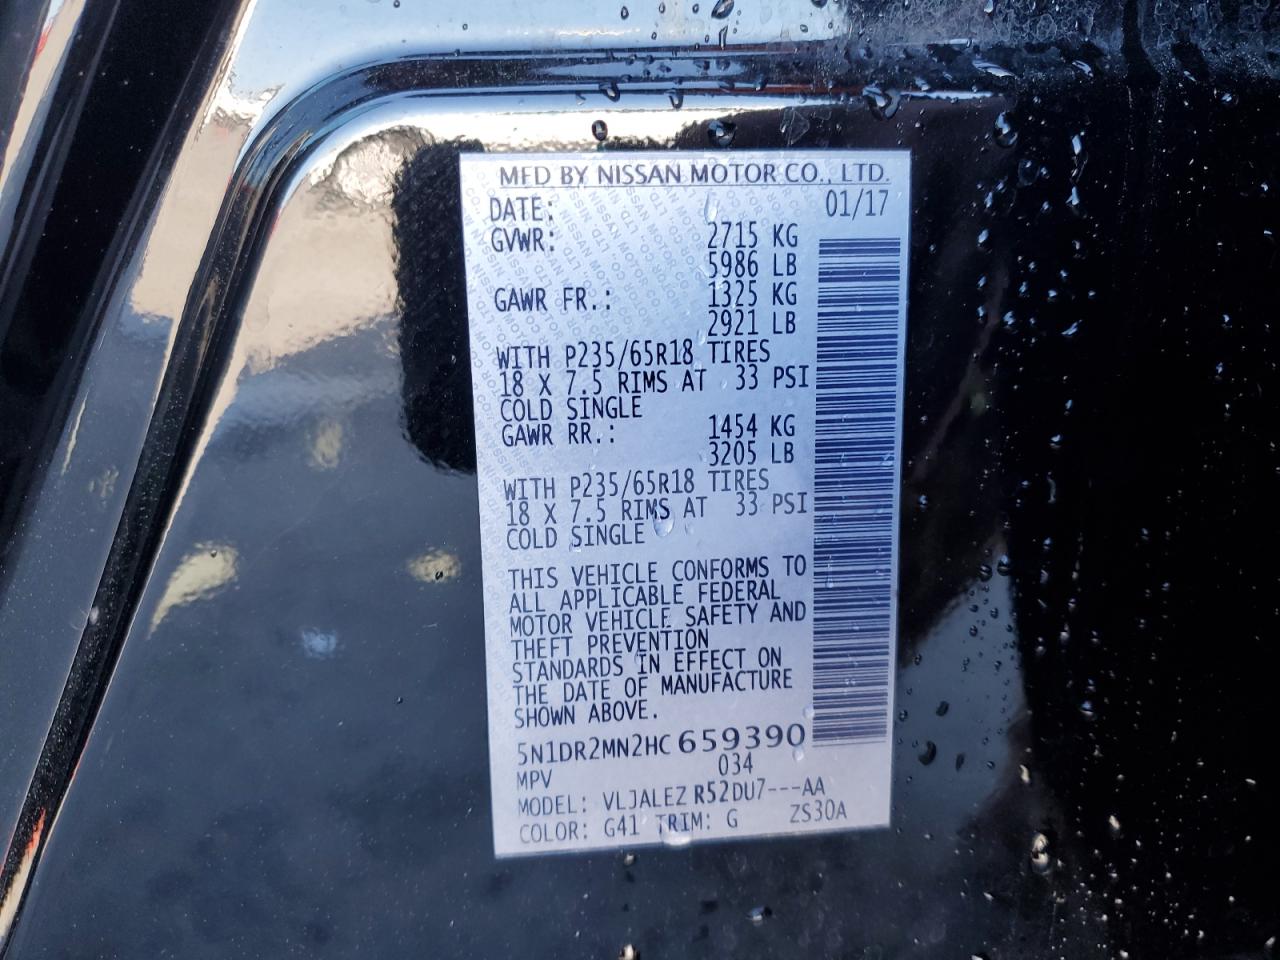 MFD BY NISSAN MOTOR CO., LTD.
DATE: 01/17
GVWR: 2715 KG
5986 LB
GAWR FR.: 1325 KG
2921 LB
WITH P235/65R18 TIRES
18 X 7.5 RIMS AT 33 PSI
COLD SINGLE
GAWR RR.: 1454 KG
3205 LB
WITH P235/65R18 TIRES
18 X 7.5 RIMS AT 33 PSI
COLD SINGLE
THIS VEHICLE CONFORMS TO
ALL APPLICABLE FEDERAL
MOTOR VEHICLE SAFETY AND
THEFT PREVENTION
STANDARDS IN EFFECT ON
THE DATE OF MANUFACTURE
SHOWN ABOVE.
5N1DR2MN2HC659390
MPV 034
MODEL: VLJALEZ R52DU7---AA
COLOR: G41 TRIM: G ZS30A